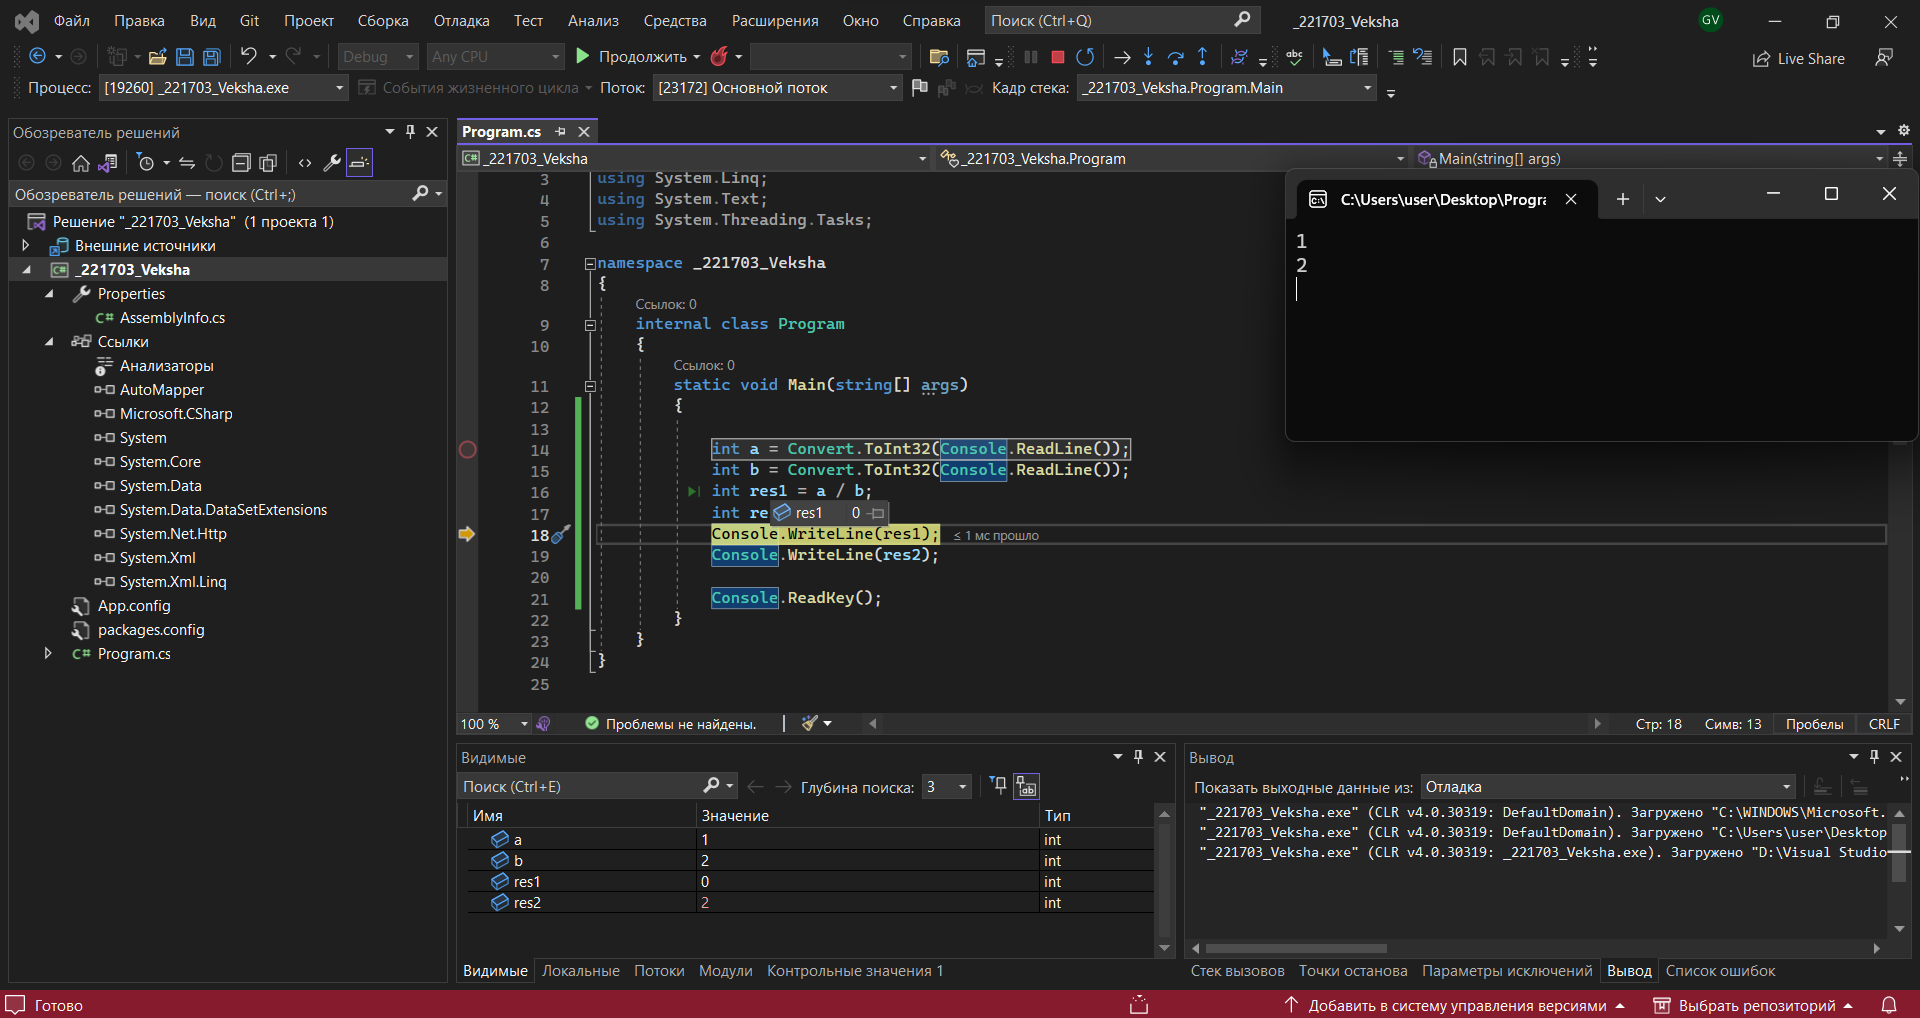 Файл Правка Вид Git Проект Сборка Отладка Тест Анализ Средства Расширения Окно Справка Поиск (Ctrl+Q) _221703_Veksha GV
Debug Any CPU Продолжить Live Share
Процесс: [19260] _221703_Veksha.exe События жизненного цикла Поток: [23172] Основной поток Кадр стека: _221703_Veksha.Program.Main
Обозреватель решений
Обозреватель решений — поиск (Ctrl+;)
Решение "_221703_Veksha" (1 проекта 1)
Внешние источники
_221703_Veksha
Properties
C# AssemblyInfo.cs
Ссылки
Анализаторы
AutoMapper
Microsoft.CSharp
System
System.Core
System.Data
System.Data.DataSetExtensions
System.Net.Http
System.Xml
System.Xml.Linq
App.config
packages.config
C# Program.cs
Program.cs
C# _221703_Veksha _221703_Veksha.Program Main(string[] args)
3 using System.Linq;
4 using System.Text;
5 using System.Threading.Tasks;
6
7 namespace _221703_Veksha
8 {
Ссылок: 0
9 internal class Program
10 {
Ссылок: 0
11 static void Main(string[] args)
12 {
13
14 int a = Convert.ToInt32(Console.ReadLine());
15 int b = Convert.ToInt32(Console.ReadLine());
16 int res1 = a / b;
17 int re res1 0
18 Console.WriteLine(res1); ≤ 1 мс прошло
19 Console.WriteLine(res2);
20
21 Console.ReadKey();
22 }
23 }
24 }
25
C:\Users\user\Desktop\Progra
1
2
100 % Проблемы не найдены. Стр: 18 Симв: 13 Пробелы CRLF
Видимые
Поиск (Ctrl+E) Глубина поиска: 3
Имя Значение Тип
a 1 int
b 2 int
res1 0 int
res2 2 int
Видимые Локальные Потоки Модули Контрольные значения 1
Вывод
Показать выходные данные из: Отладка
"_221703_Veksha.exe" (CLR v4.0.30319: DefaultDomain). Загружено "C:\WINDOWS\Microsoft.
"_221703_Veksha.exe" (CLR v4.0.30319: DefaultDomain). Загружено "C:\Users\user\Desktop
"_221703_Veksha.exe" (CLR v4.0.30319: _221703_Veksha.exe). Загружено "D:\Visual Studio
Стек вызовов Точки останова Параметры исключений Вывод Список ошибок
Готово Добавить в систему управления версиями Выбрать репозиторий